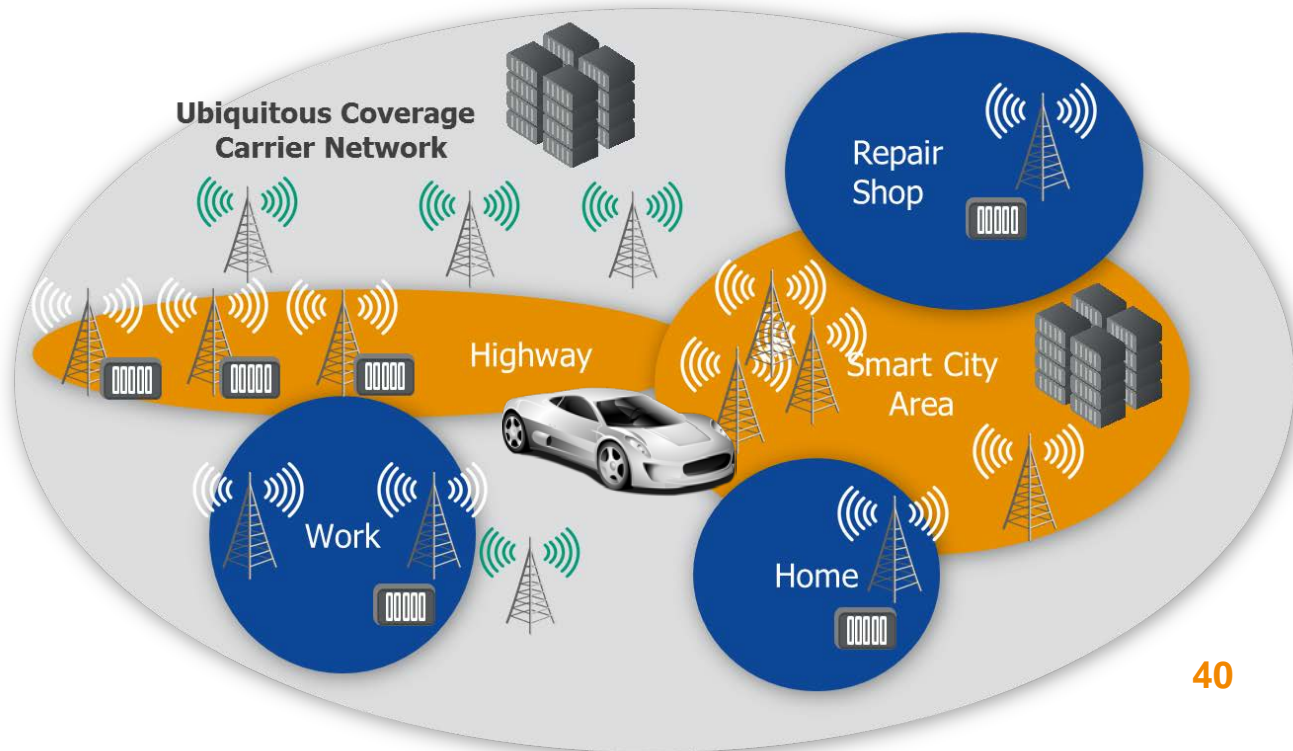 Ubiquitous Coverage
Carrier Network
Repair
Shop
Highway
Smart City
Area
Work
Home
40